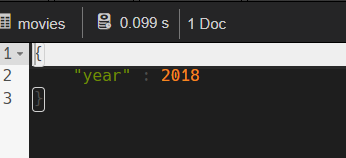 movies 0.099 s 1 Doc
1 {
2 "year" : 2018
3 }